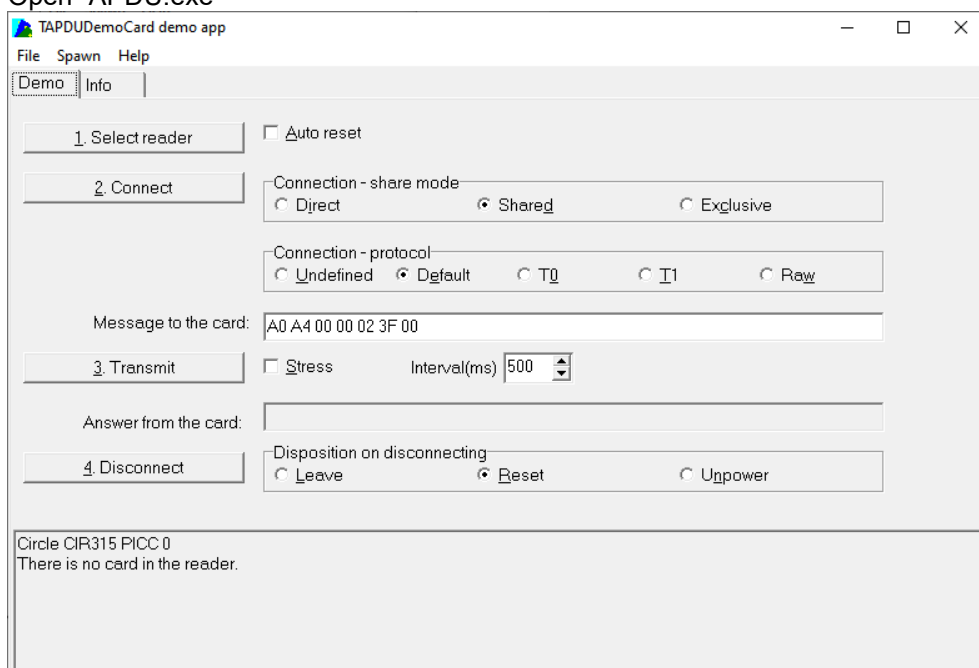 Open "APDU.exe"
TAPDUDemoCard demo app
File Spawn Help
Demo Info
1. Select reader Auto reset
2. Connect Connection - share mode
Direct Shared Exclusive
Connection - protocol
Undefined Default T0 T1 Raw
Message to the card: A0 A4 00 00 02 3F 00
3. Transmit Stress Interval(ms) 500
Answer from the card:
4. Disconnect Disposition on disconnecting
Leave Reset Unpower
Circle CIR315 PICC 0
There is no card in the reader.